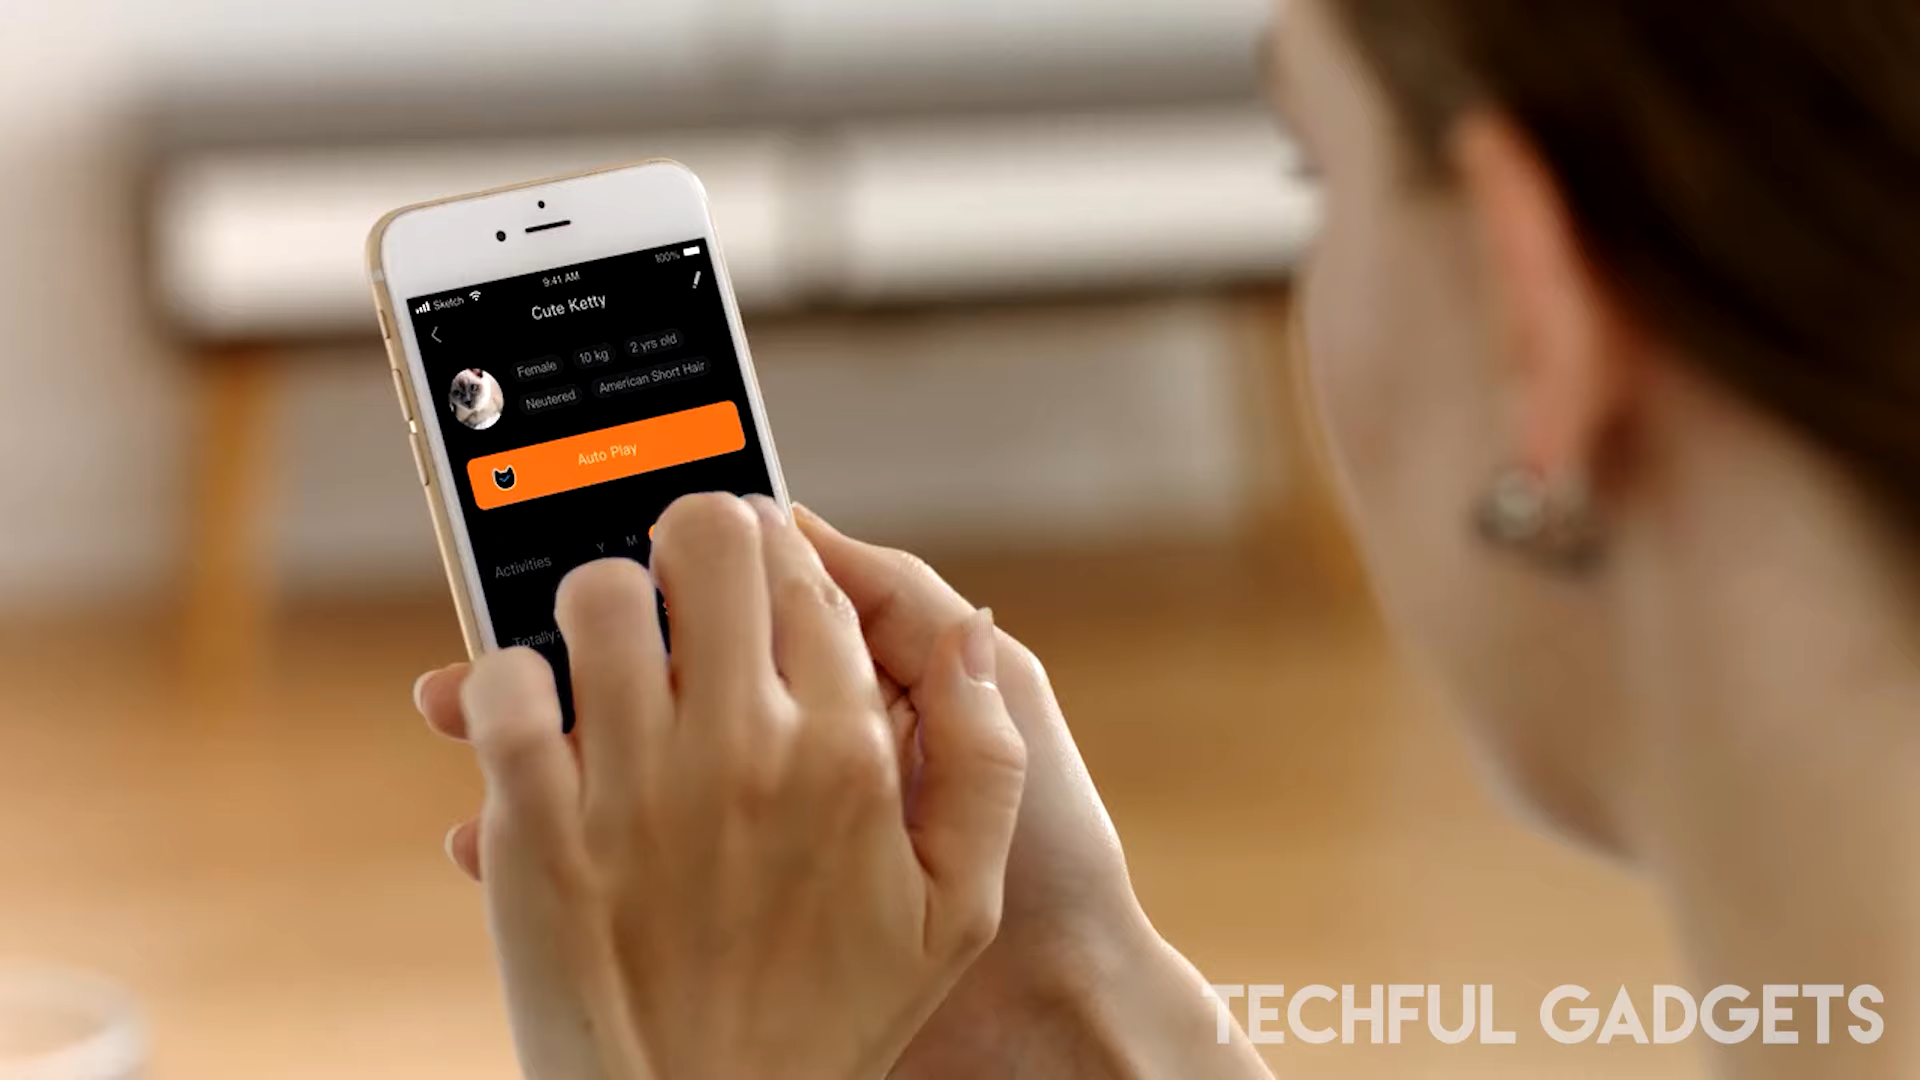 Sketch
9:41 AM
100%
Cute Ketty
Female
10 kg
2 yrs old
Neutered
American Short Hair
Auto Play
Activities
Y
M
Totally:
TECHFUL GADGETS